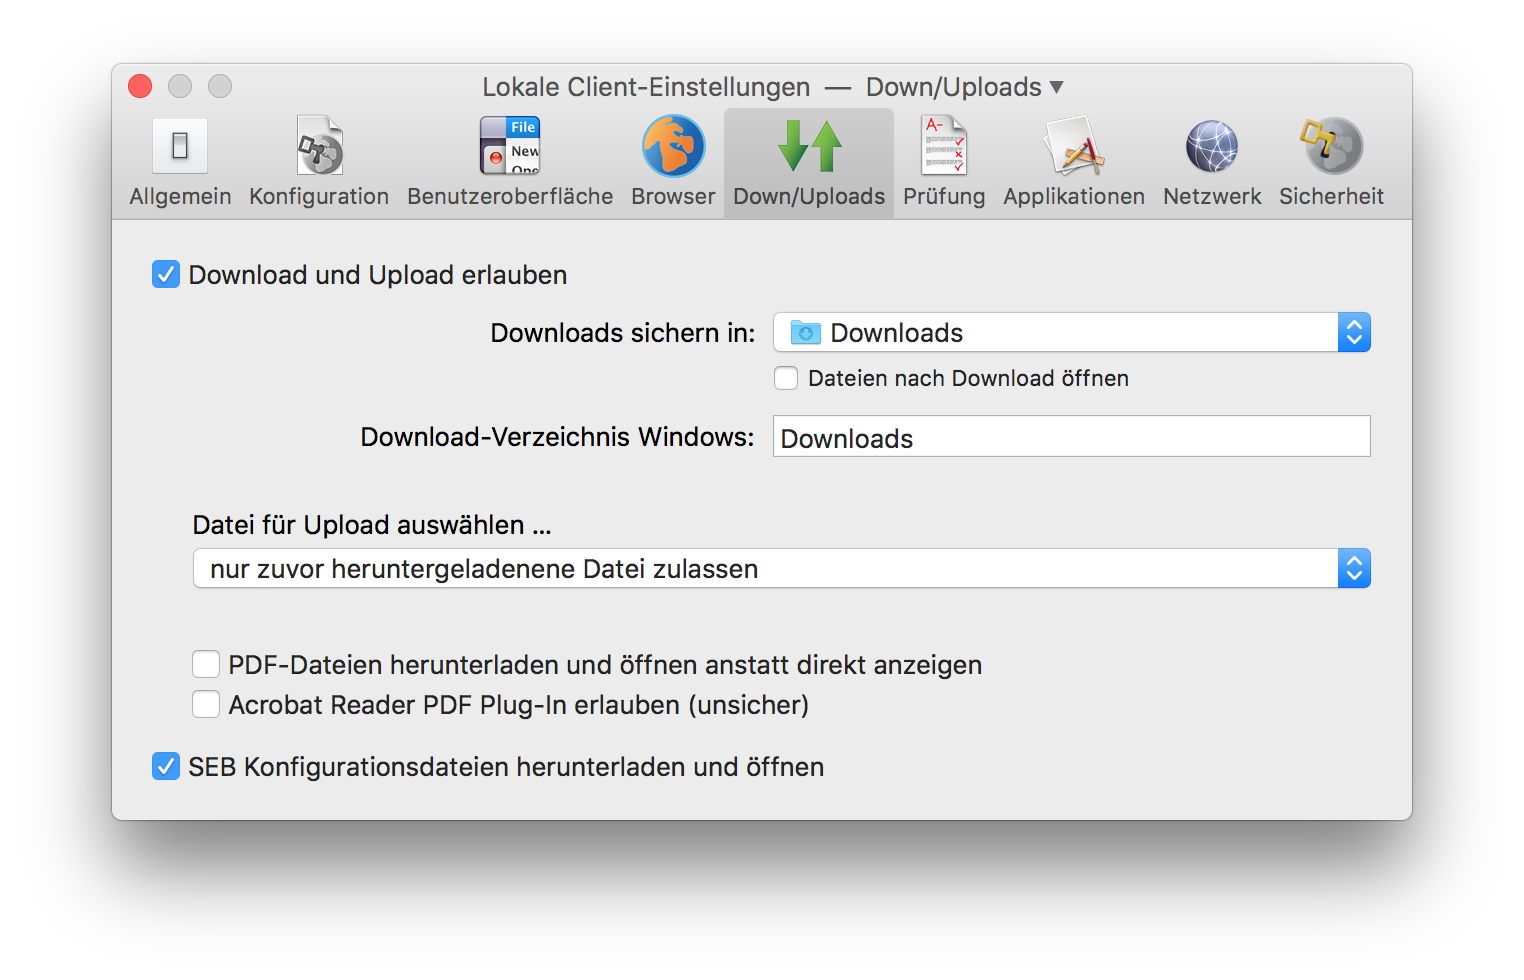 Lokale Client-Einstellungen — Down/Uploads ▼
File
New
Ope
A-
Allgemein Konfiguration Benutzeroberfläche Browser Down/Uploads Prüfung Applikationen Netzwerk Sicherheit
Download und Upload erlauben
Downloads sichern in: Downloads
Dateien nach Download öffnen
Download-Verzeichnis Windows: Downloads
Datei für Upload auswählen ...
nur zuvor heruntergeladenene Datei zulassen
PDF-Dateien herunterladen und öffnen anstatt direkt anzeigen
Acrobat Reader PDF Plug-In erlauben (unsicher)
SEB Konfigurationsdateien herunterladen und öffnen